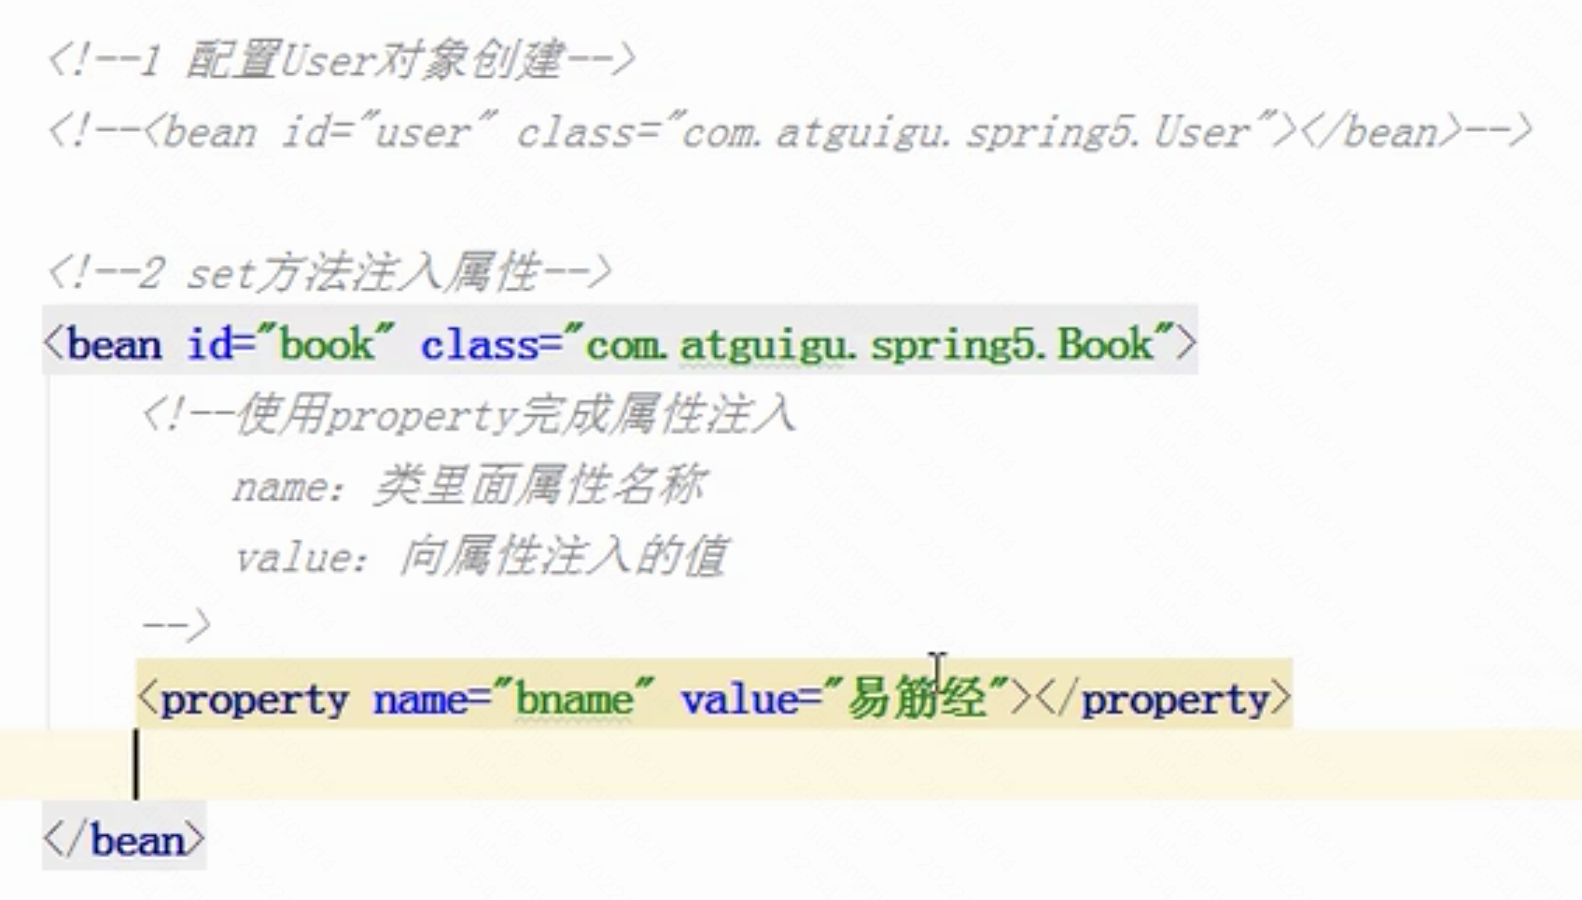 <!--1 配置User对象创建-->
<!--<bean id="user" class="com.atguigu.spring5.User"></bean>-->
<!--2 set方法注入属性-->
<bean id="book" class="com.atguigu.spring5.Book">
<!--使用property完成属性注入
name：类里面属性名称
value：向属性注入的值
-->
<property name="bname" value="易筋经"></property>
</bean>